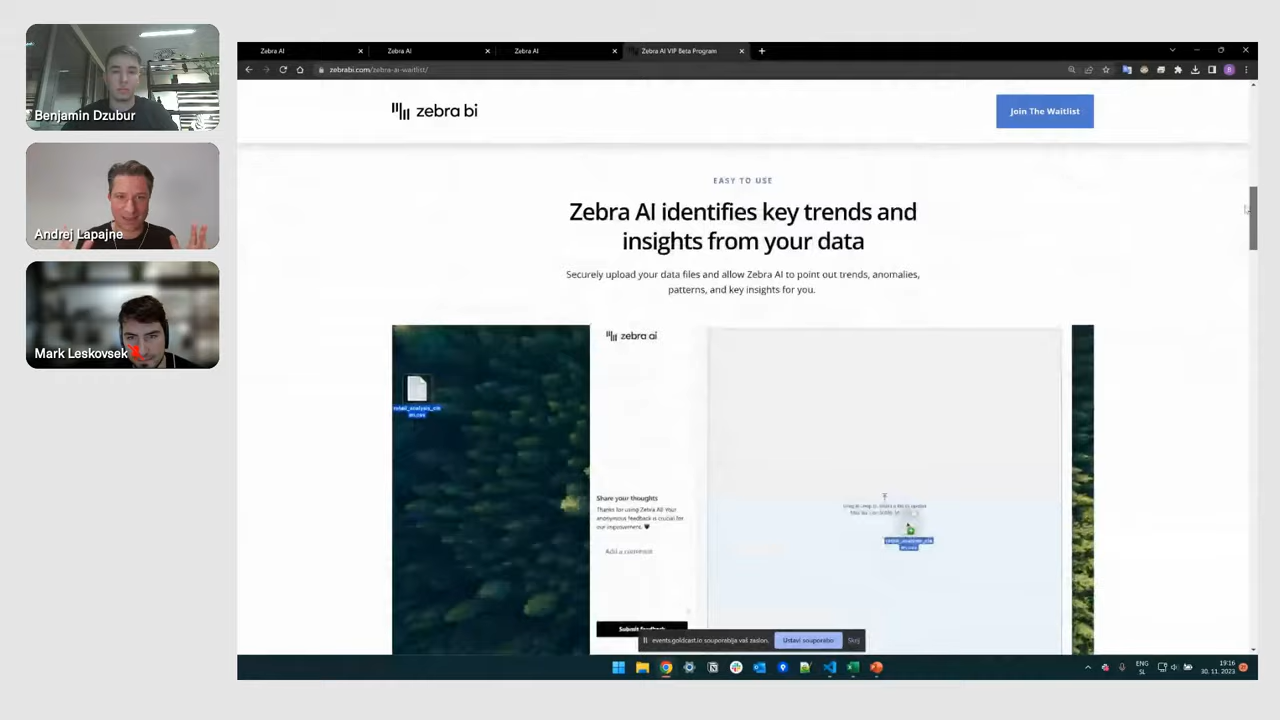 Benjamin Dzubur
Andrej Lapajne
Mark Leskovsek
Zebra AI
Zebra AI
Zebra AI
Zebra AI VIP Beta Program
zebrabi.com/zebra-ai-waitlist/
zebra bi
Join The Waitlist
EASY TO USE
Zebra AI identifies key trends and
insights from your data
Securely upload your data files and allow Zebra AI to point out trends, anomalies,
patterns, and key insights for you.
zebra ai
Share your thoughts
Thanks for using Zebra AI! Your
anonymous feedback is crucial for
our improvement.
Add a comment
Submit feedback
events.goldcast.io souporablja vaš zaslon.
Ustavi souporabo
Skrij
ENG
SL
19:16
30. 11. 2023